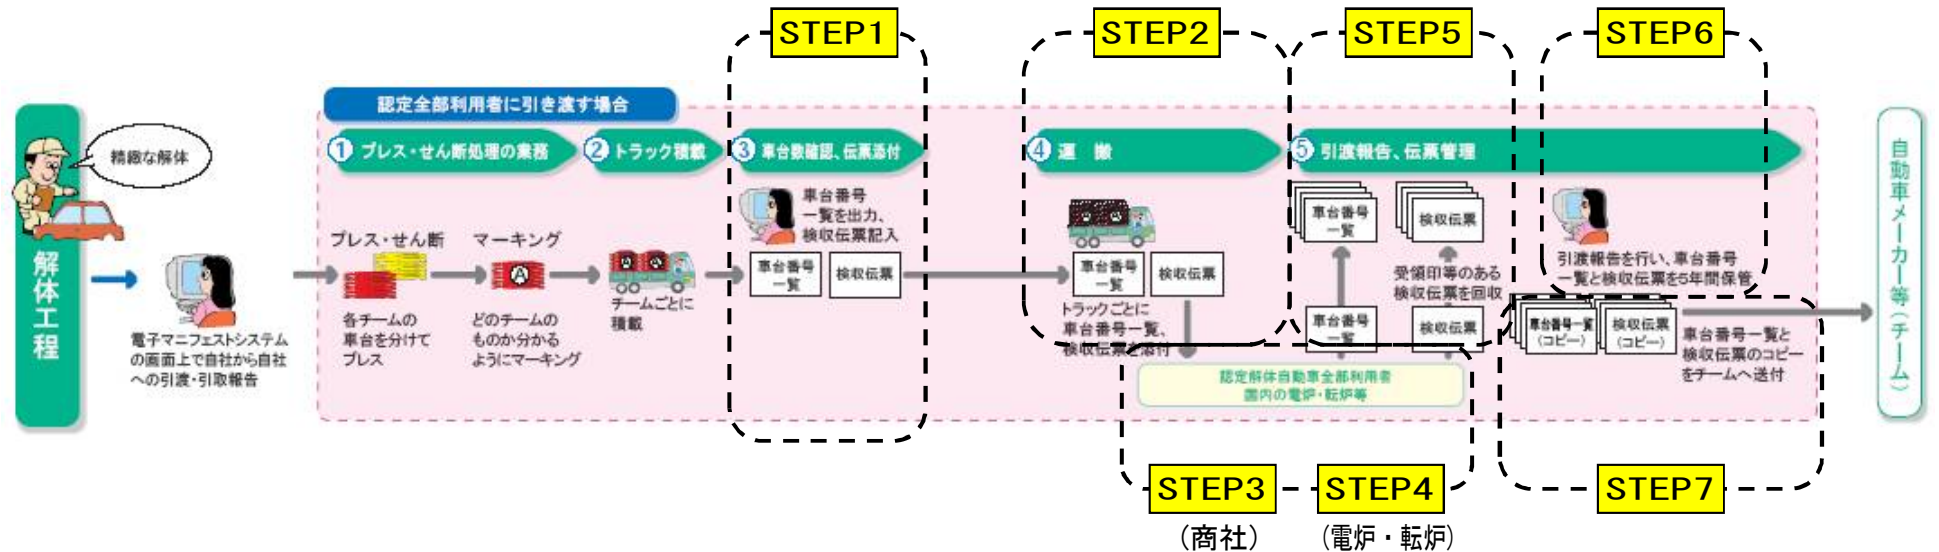 STEP1
STEP2
STEP5
STEP6
認定全部利用者に引き渡す場合
精緻な解体
解体工程
電子マニフェストシステム
の画面上で自社から自社
への引渡・引取報告
① プレス・せん断処理の業務
② トラック積載
③ 車台数確認、伝票添付
④ 運搬
⑤ 引渡報告、伝票管理
プレス・せん断
各チームの
車台を分けて
プレス
マーキング
A
どのチームの
ものか分かる
ようにマーキング
チームごとに
積載
車台番号
一覧を出力、
検収伝票記入
車台番号
一覧
検収伝票
車台番号
一覧
検収伝票
トラックごとに
車台番号一覧、
検収伝票を添付
車台番号
一覧
検収伝票
受領印等のある
検収伝票を回収
車台番号
一覧
検収伝票
認定解体自動車全部利用者
国内の電炉・転炉等
引渡報告を行い、車台番号
一覧と検収伝票を5年間保管
車台番号一覧
(コピー)
検収伝票
(コピー)
車台番号一覧と
検収伝票のコピー
をチームへ送付
自動車メーカー等(チーム)
STEP3
STEP4
STEP7
(商社)
(電炉・転炉)